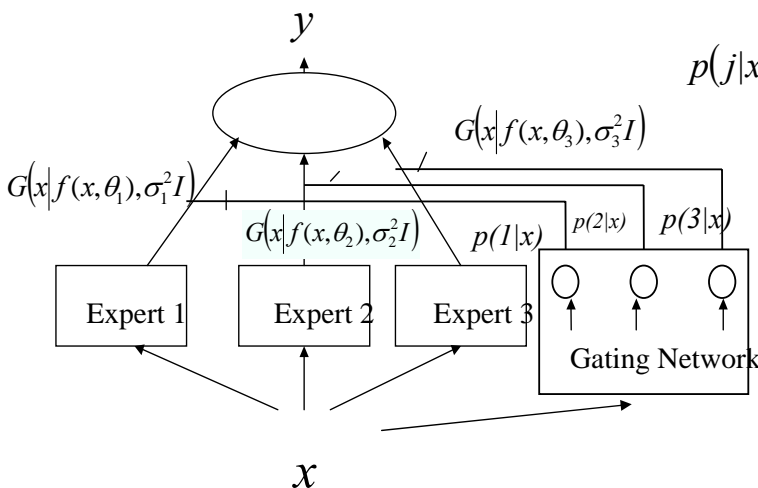 y
p(j|x
G(x|f(x,θ₃),σ₃²I)
G(x|f(x,θ₁),σ₁²I)
G(x|f(x,θ₂),σ₂²I)
p(1|x) p(2|x) p(3|x)
Expert 1 Expert 2 Expert 3
Gating Network
x